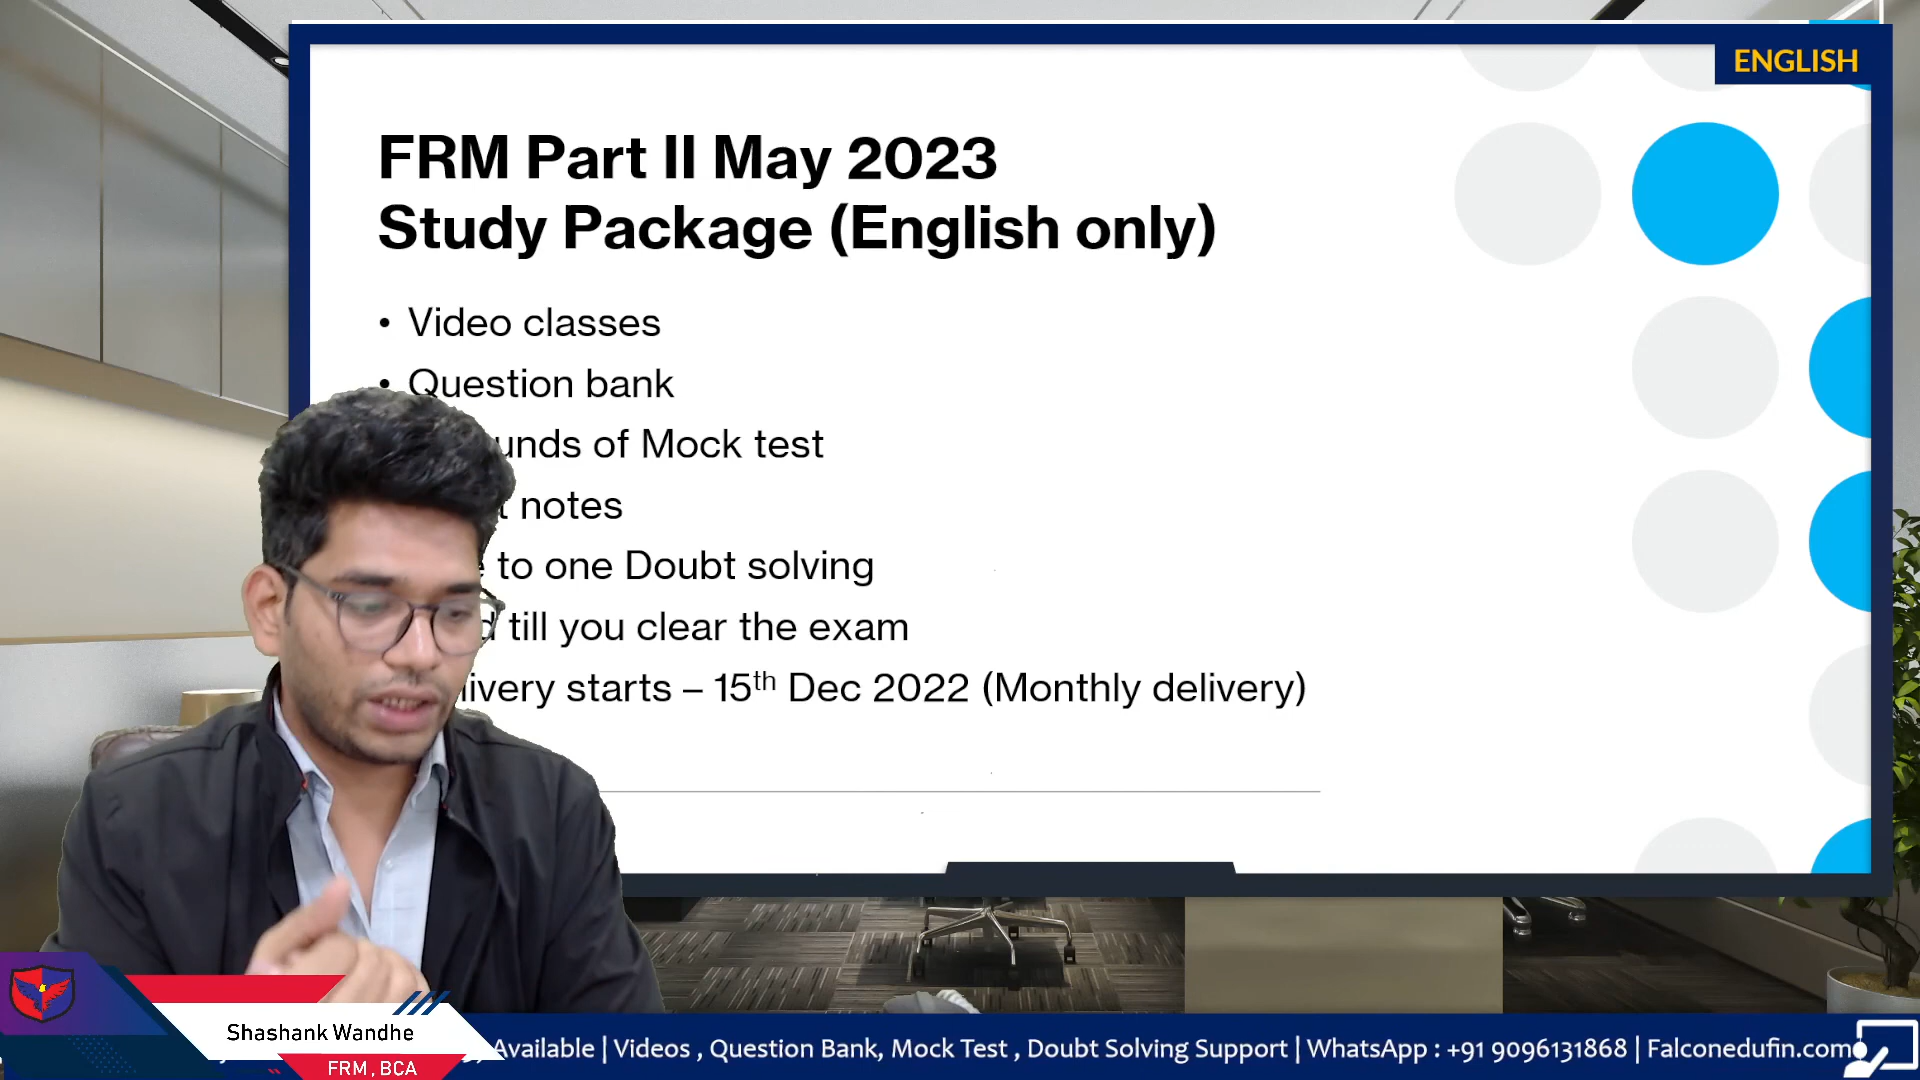 ENGLISH
FRM Part II May 2023
Study Package (English only)
• Video classes
• Question bank
of Mock test
notes
to one Doubt solving
till you clear the exam
starts – 15th Dec 2022 (Monthly delivery)
Shashank Wandhe
FRM, BCA
Available | Videos , Question Bank, Mock Test , Doubt Solving Support | WhatsApp : +91 9096131868 | Falconedufin.com